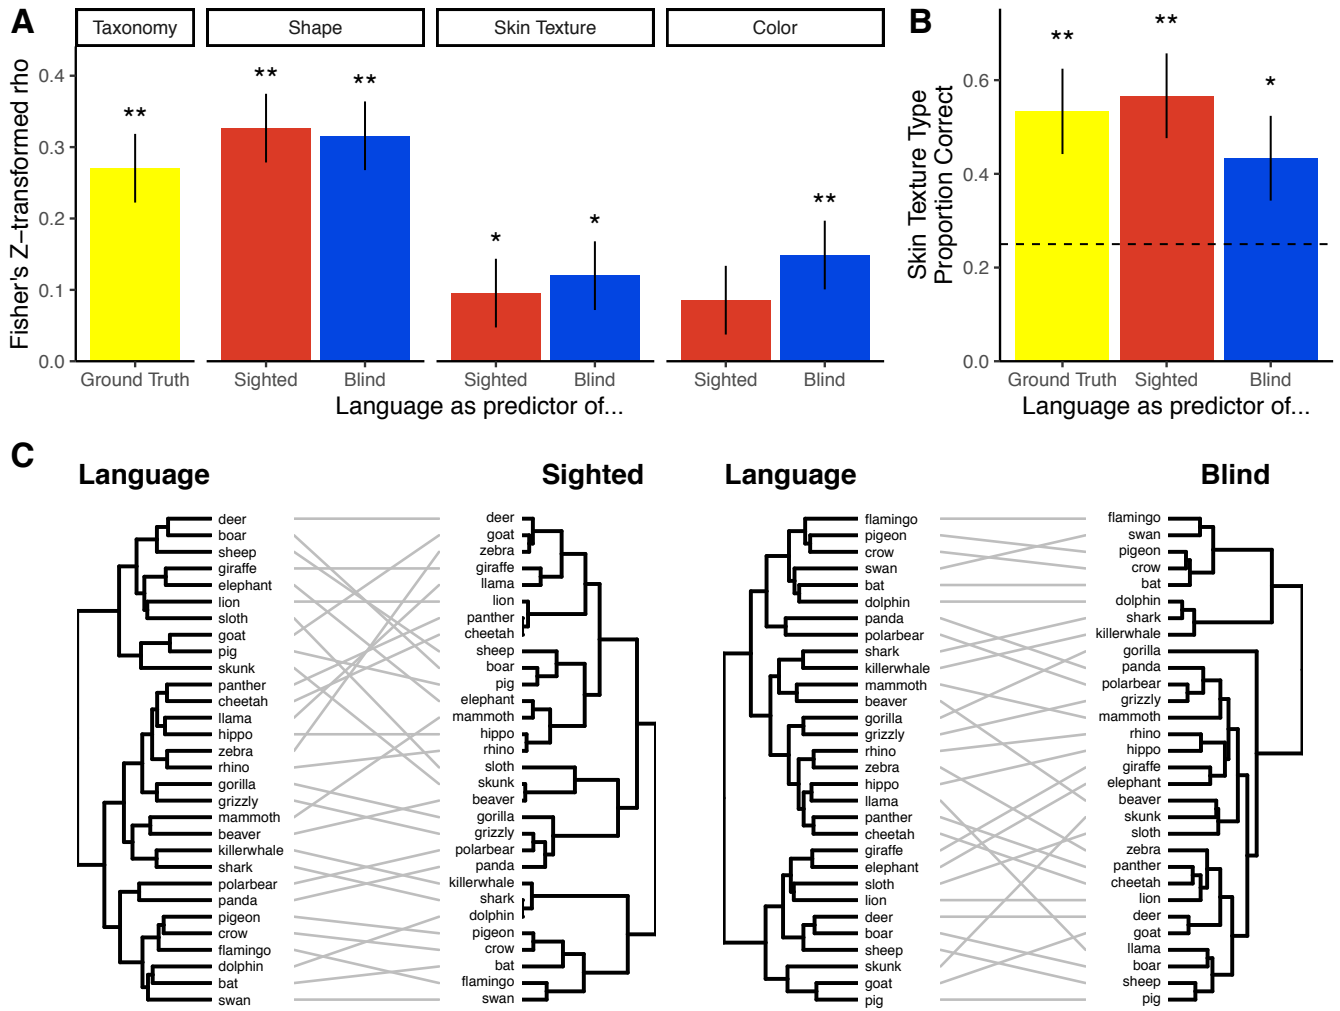 A
Taxonomy
Shape
Skin Texture
Color
Fisher's Z−transformed rho
0.4
0.3
0.2
0.1
0.0
**
**
**
*
*
**
Ground Truth
Sighted
Blind
Sighted
Blind
Sighted
Blind
Language as predictor of...
B
Skin Texture Type
Proportion Correct
0.6
0.4
0.2
0.0
**
**
*
Ground Truth
Sighted
Blind
Language as predictor of...
C
Language
deer
boar
sheep
giraffe
elephant
lion
sloth
goat
pig
skunk
panther
cheetah
llama
hippo
zebra
rhino
gorilla
grizzly
mammoth
beaver
killerwhale
shark
polarbear
panda
pigeon
crow
flamingo
dolphin
bat
swan
Sighted
deer
goat
zebra
giraffe
llama
lion
panther
cheetah
sheep
boar
pig
elephant
mammoth
hippo
rhino
sloth
skunk
beaver
gorilla
grizzly
polarbear
panda
killerwhale
shark
dolphin
pigeon
crow
bat
flamingo
swan
Language
flamingo
pigeon
crow
swan
bat
dolphin
panda
polarbear
shark
killerwhale
mammoth
beaver
gorilla
grizzly
rhino
zebra
hippo
llama
panther
cheetah
giraffe
elephant
sloth
lion
deer
boar
sheep
skunk
goat
pig
Blind
flamingo
swan
pigeon
crow
bat
dolphin
shark
killerwhale
gorilla
panda
polarbear
grizzly
mammoth
rhino
hippo
giraffe
elephant
beaver
skunk
sloth
zebra
panther
cheetah
lion
deer
goat
llama
boar
sheep
pig